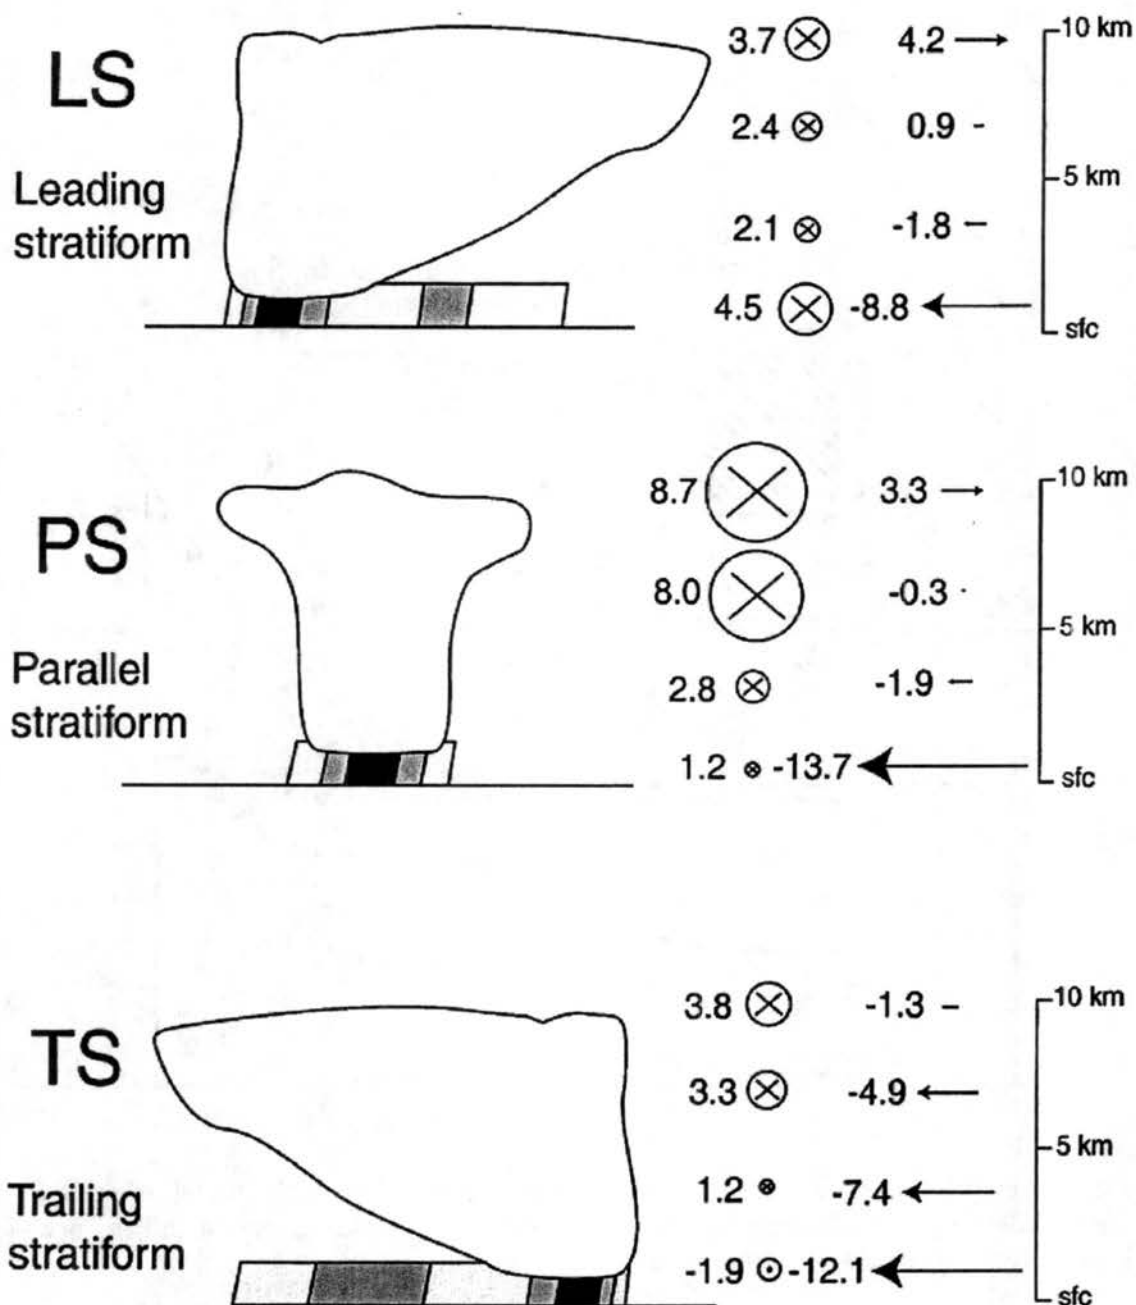 LS
Leading
stratiform
3.7 4.2 10 km
2.4 0.9
5 km
2.1 -1.8
4.5 -8.8
sfc
PS
Parallel
stratiform
8.7 3.3 10 km
8.0 -0.3
5 km
2.8 -1.9
1.2 -13.7
sfc
TS
Trailing
stratiform
3.8 -1.3 10 km
3.3 -4.9
5 km
1.2 -7.4
-1.9 -12.1
sfc